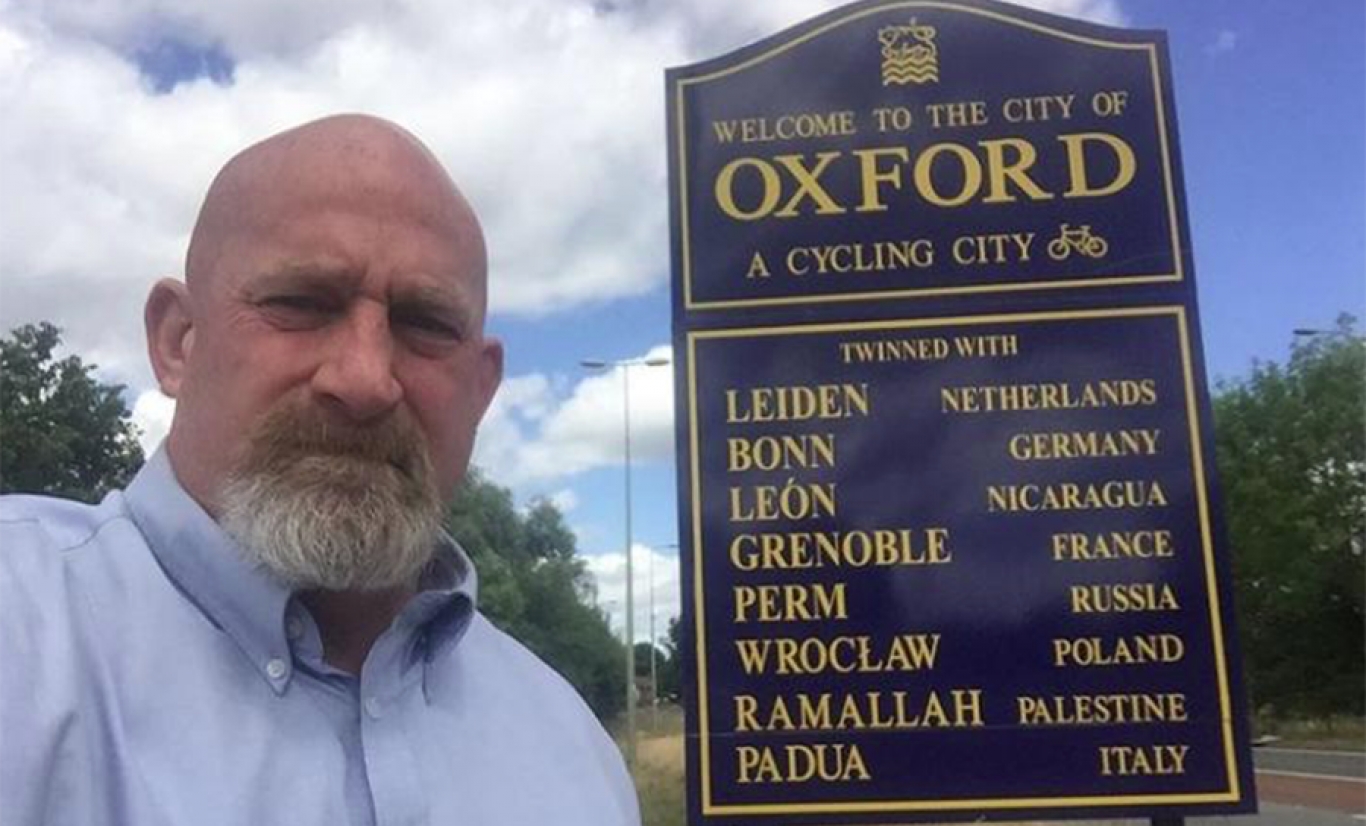 WELCOME TO THE CITY OF
OXFORD
A CYCLING CITY
TWINNED WITH
LEIDEN NETHERLANDS
BONN GERMANY
LEÓN NICARAGUA
GRENOBLE FRANCE
PERM RUSSIA
WROCŁAW POLAND
RAMALLAH PALESTINE
PADUA ITALY